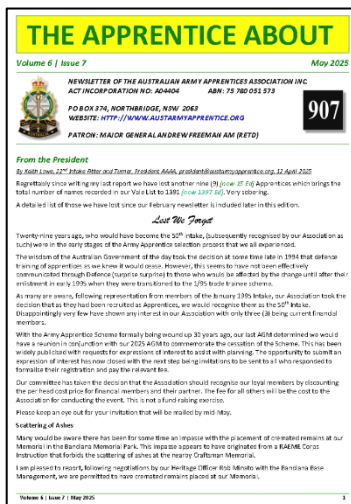 THE APPRENTICE ABOUT
Volume 6 | Issue 7 May 2025
NEWSLETTER OF THE AUSTRALIAN ARMY APPRENTICES ASSOCIATION INC.
ACT INCORPORATION NO: A04404 ABN: 75 780 051 573
PO BOX 374, NORTHBRIDGE, NSW 2063
WEBSITE: HTTP://WWW.AUSTARMYAPPRENTICE.ORG
907
PATRON: MAJOR GENERAL ANDREW FREEMAN AM (RETD)
From the President
By Keith Lowe, 22nd Intake Fitter and Turner, President AAAA, president@austarmyapprentice.org, 12 April 2025
Regrettably since writing my last report we have lost another nine (9) [now 15 Ed] Apprentices which brings the
total number of names recorded in our Vale List to 1391 [now 1397 Ed]. Very sobering.
A detailed list of those we have lost since our February newsletter is included later in this edition.
Lest We Forget
Twenty-nine years ago, who would have become the 50th Intake, (subsequently recognised by our Association as
such) were in the early stages of the Army Apprentice selection process that we all experienced.
The wisdom of the Australian Government of the day took the decision at some time late in 1994 that defence
training of apprentices as we knew it would cease. However, this seems to have not been effectively
communicated through Defence (surprise surprise) to those who would be affected by the change until after their
enlistment in early 1995 when they were transitioned to the 1/95 trade trainee scheme.
As many are aware, following representation from members of the January 1995 Intake, our Association took the
decision that as they had been recruited as Apprentices, we would recognise them as the 50th Intake.
Disappointingly very few have shown any interest in our Association with only three (3) being current financial
members.
With the Army Apprentice Scheme formally being wound up 30 years ago, our last AGM determined we would
have a reunion in conjunction with our 2025 AGM to commemorate the cessation of the Scheme. This has been
widely publicised with requests for expressions of interest to assist with planning. The opportunity to submit an
expression of interest has now closed with the next step being invitations to be sent to all who responded to
formalise their registration and pay the relevant fee.
Our committee has taken the decision that the Association should recognise our loyal members by discounting
the per head cost price for financial members and their partner. The fee for all others will be the cost to the
Association for conducting the event. This is not a fund raising exercise.
Please keep an eye out for your invitation that will be mailed by mid-May.
Scattering of Ashes
Many would be aware there has been for some time an impasse with the placement of cremated remains at our
Memorial in the Bandiana Memorial Park. This impasse appears to have originated from a RAEME Corps
Instruction that forbids the scattering of ashes at the nearby Craftsman Memorial.
I am pleased to report, following negotiations by our Heritage Officer Rob Minato with the Bandiana Base
Management, we are permitted to have cremated remains placed at our Memorial.
Volume 6 | Issue 7 | May 2025 1